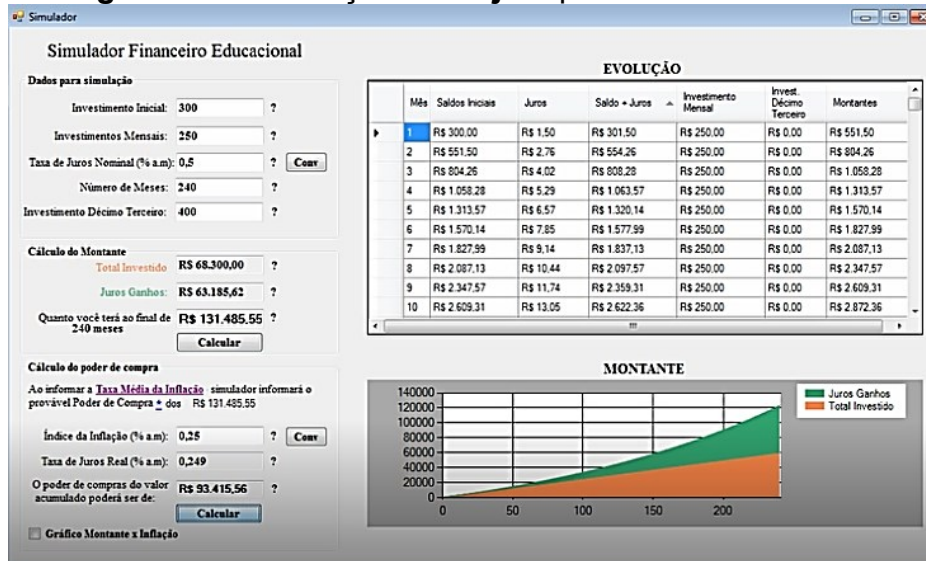 Simulador
Simulador Financeiro Educacional
Dados para simulação
Investimento Inicial: 300 ?
Investimentos Mensais: 250 ?
Taxa de Juros Nominal (% a.m): 0,5 ? Conv
Número de Meses: 240 ?
Investimento Décimo Terceiro: 400 ?
Cálculo do Montante
Total Investido R$ 68.300,00 ?
Juros Ganhos: R$ 63.185,62 ?
Quanto você terá ao final de 240 meses R$ 131.485,55 ?
Calcular
Cálculo do poder de compra
Ao informar a Taxa Média da Inflação simulador informará o
provável Poder de Compra * dos R$ 131.485,55
Índice da Inflação (% a.m): 0,25 ? Conv
Taxa de Juros Real (% a.m): 0,249 ?
O poder de compras do valor
acumulado poderá ser de: R$ 93.415,56 ?
Calcular
Gráfico Montante x Inflação
EVOLUÇÃO
Mês Saldos Iniciais Juros Saldo + Juros Investimento Mensal Invest. Décimo Terceiro Montantes
1 R$ 300,00 R$ 1,50 R$ 301,50 R$ 250,00 R$ 0,00 R$ 551,50
2 R$ 551,50 R$ 2,76 R$ 554,26 R$ 250,00 R$ 0,00 R$ 804,26
3 R$ 804,26 R$ 4,02 R$ 808,28 R$ 250,00 R$ 0,00 R$ 1.058,28
4 R$ 1.058,28 R$ 5,29 R$ 1.063,57 R$ 250,00 R$ 0,00 R$ 1.313,57
5 R$ 1.313,57 R$ 6,57 R$ 1.320,14 R$ 250,00 R$ 0,00 R$ 1.570,14
6 R$ 1.570,14 R$ 7,85 R$ 1.577,99 R$ 250,00 R$ 0,00 R$ 1.827,99
7 R$ 1.827,99 R$ 9,14 R$ 1.837,13 R$ 250,00 R$ 0,00 R$ 2.087,13
8 R$ 2.087,13 R$ 10,44 R$ 2.097,57 R$ 250,00 R$ 0,00 R$ 2.347,57
9 R$ 2.347,57 R$ 11,74 R$ 2.359,31 R$ 250,00 R$ 0,00 R$ 2.609,31
10 R$ 2.609,31 R$ 13,05 R$ 2.622,36 R$ 250,00 R$ 0,00 R$ 2.872,36
MONTANTE
140000
120000
100000
80000
60000
40000
20000
0
0 50 100 150 200
Juros Ganhos
Total Investido